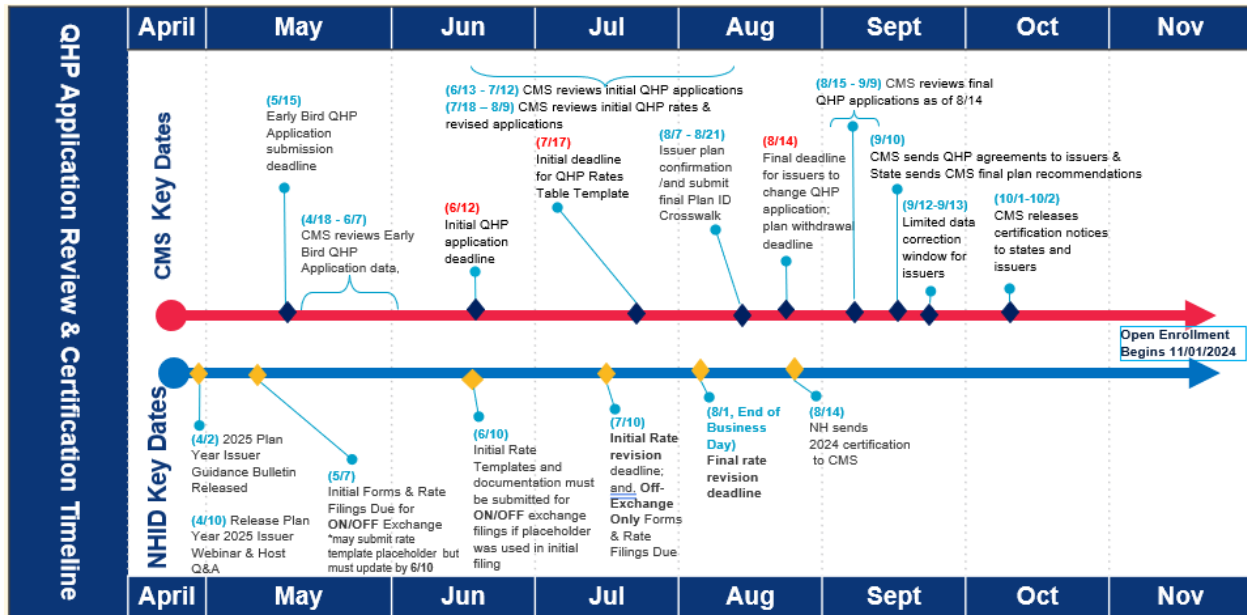 QHP Application Review & Certification Timeline
April May Jun Jul Aug Sept Oct Nov
CMS Key Dates
(5/15)
Early Bird QHP
Application
submission
deadline
(4/18 - 6/7)
CMS reviews Early
Bird QHP
Application data,
(6/13 - 7/12) CMS reviews initial QHP applications
(7/18 – 8/9) CMS reviews initial QHP rates &
revised applications
(6/12)
Initial QHP
application
deadline
(7/17)
Initial deadline
for QHP Rates
Table Template
(8/7 - 8/21)
Issuer plan
confirmation
/and submit
final Plan ID
Crosswalk
(8/14)
Final deadline
for issuers to
change QHP
application;
plan withdrawal
deadline
(8/15 - 9/9) CMS reviews final
QHP applications as of 8/14
(9/10)
CMS sends QHP agreements to issuers &
State sends CMS final plan recommendations
(9/12-9/13)
Limited data
correction
window for
issuers
(10/1-10/2)
CMS releases
certification notices
to states and
issuers
Open Enrollment
Begins 11/01/2024
NHID Key Dates
(4/2) 2025 Plan
Year Issuer
Guidance Bulletin
Released
(4/10) Release Plan
Year 2025 Issuer
Webinar & Host
Q&A
(5/7)
Initial Forms & Rate
Filings Due for
ON/OFF Exchange
*may submit rate
template placeholder but
must update by 6/10
(6/10)
Initial Rate
Templates and
documentation must
be submitted for
ON/OFF exchange
filings if placeholder
was used in initial
filing
(7/10)
Initial Rate
revision
deadline;
and, Off-
Exchange
Only Forms
& Rate
Filings Due
(8/1, End of
Business
Day)
Final rate
revision
deadline
(8/14)
NH sends
2024 certification
to CMS
April May Jun Jul Aug Sept Oct Nov